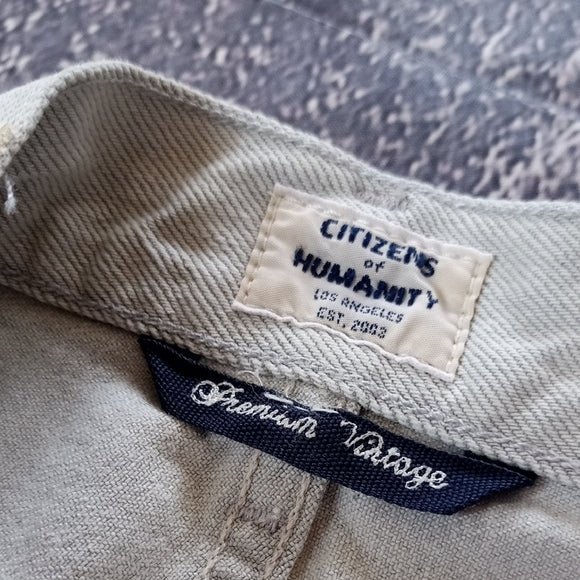 CITIZENS
of
HUMANITY
LOS ANGELES
EST. 2003
Premium Vintage